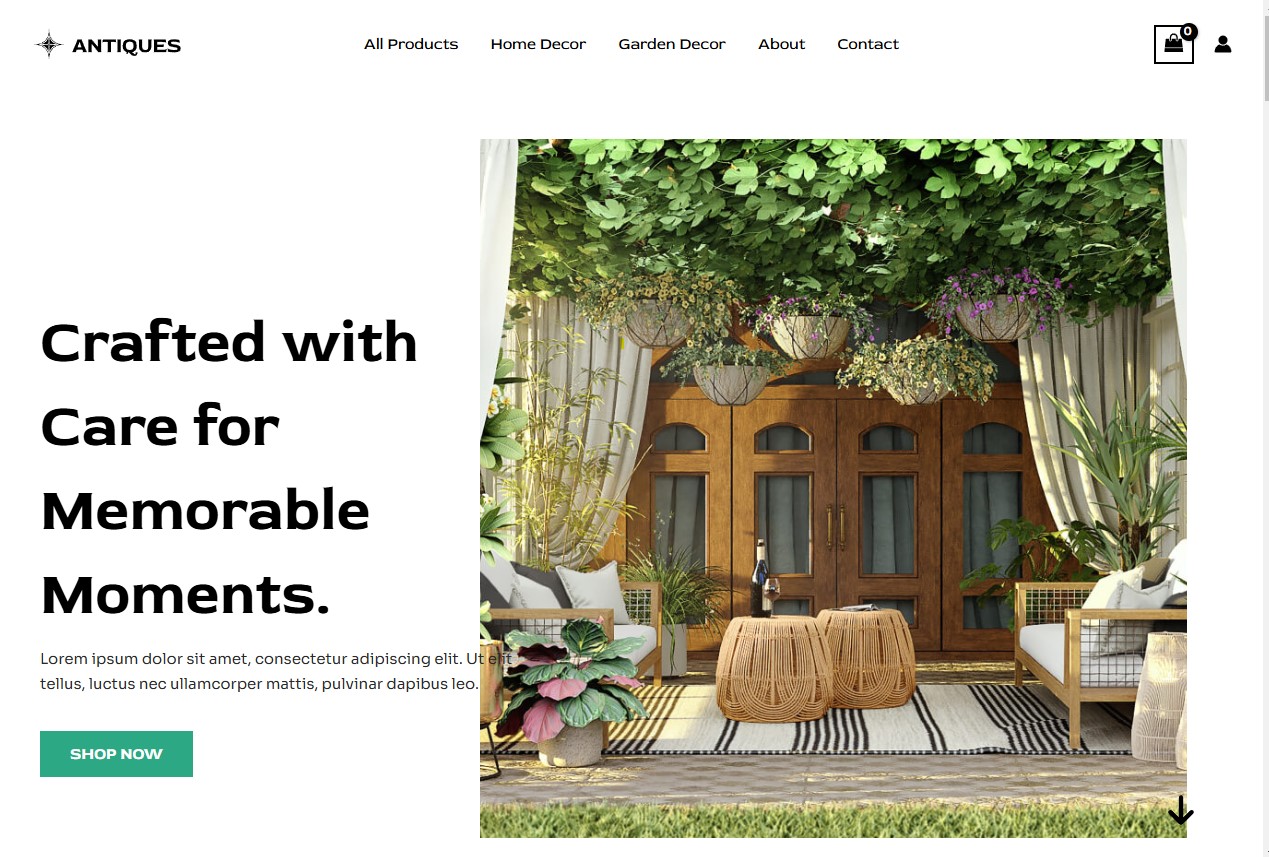 ANTIQUES
All Products
Home Decor
Garden Decor
About
Contact
0
Crafted with
Care for
Memorable
Moments.
Lorem ipsum dolor sit amet, consectetur adipiscing elit. Ut elit
tellus, luctus nec ullamcorper mattis, pulvinar dapibus leo.
SHOP NOW